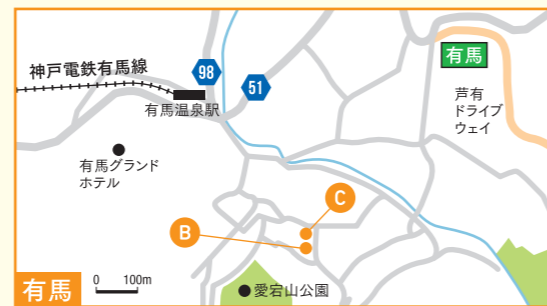 神戸電鉄有馬線
98
51
有馬温泉駅
有馬
芦有
ドライブ
ウェイ
有馬グランド
ホテル
C
B
有馬
0 100m
愛宕山公園